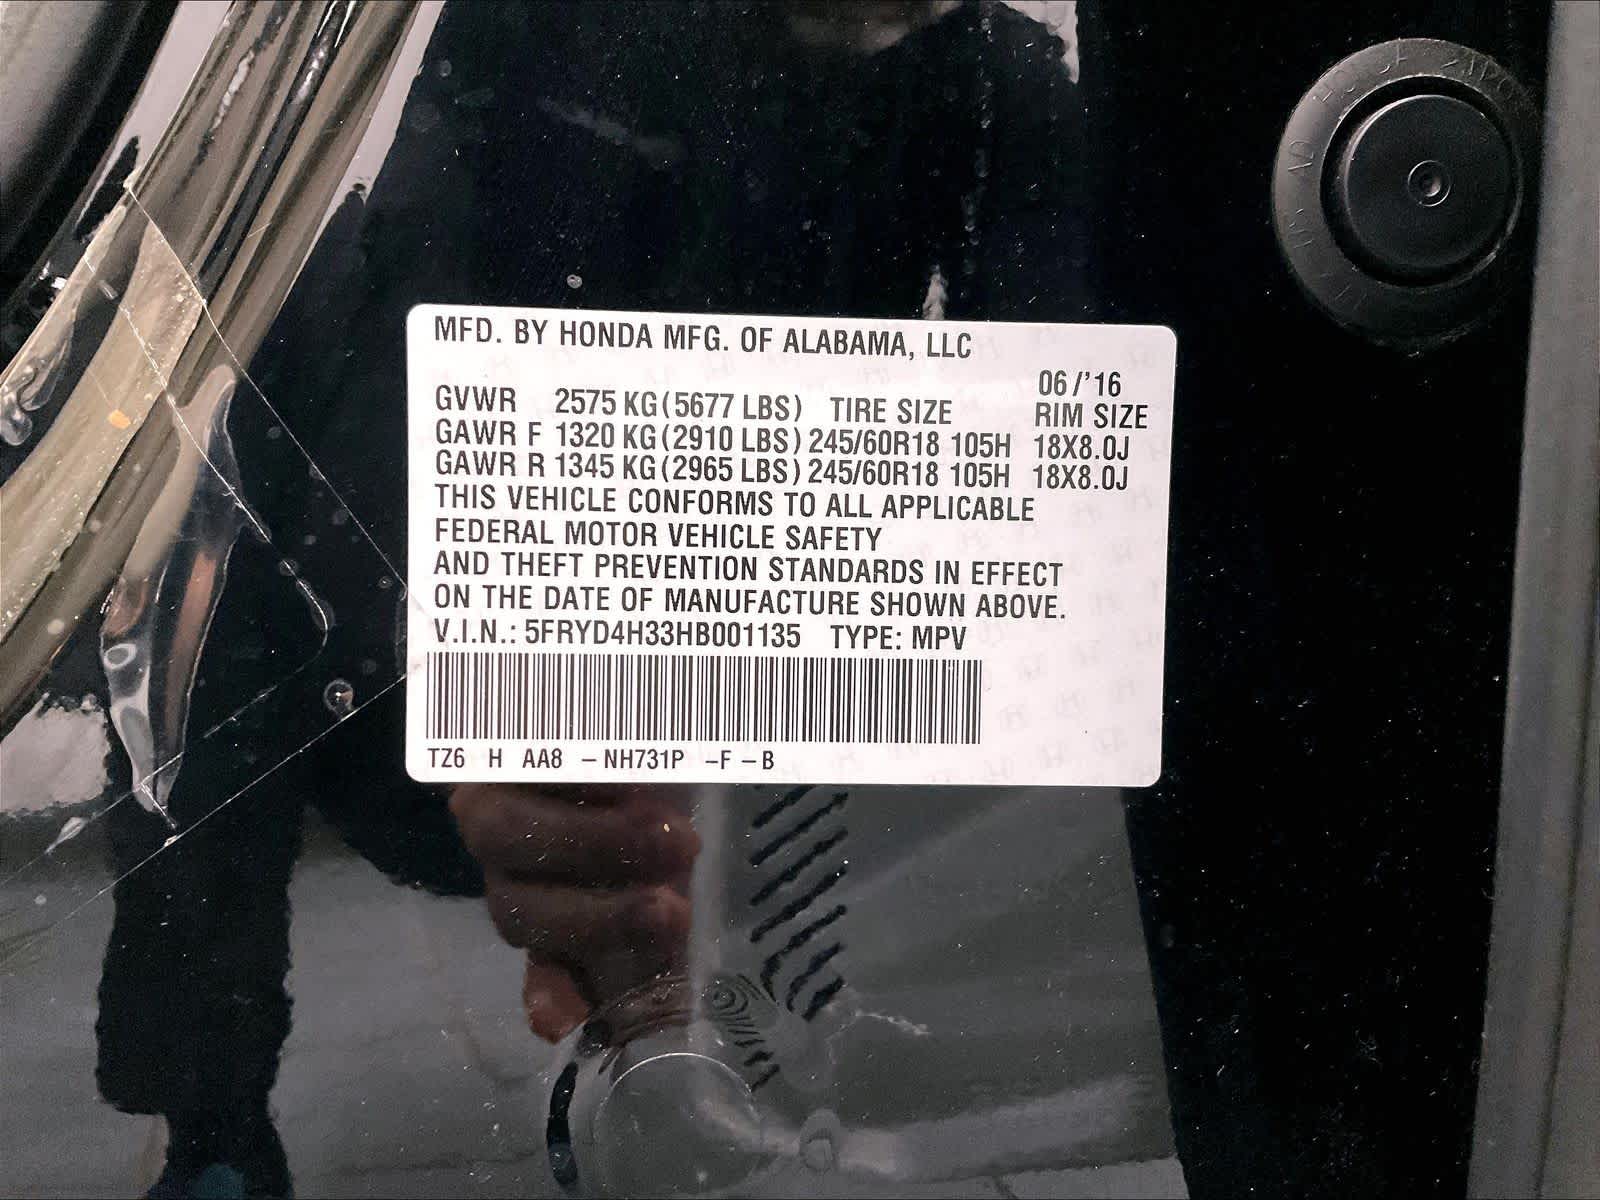 MFD. BY HONDA MFG. OF ALABAMA, LLC
06/'16
GVWR 2575 KG(5677 LBS) TIRE SIZE RIM SIZE
GAWR F 1320 KG(2910 LBS) 245/60R18 105H 18X8.0J
GAWR R 1345 KG(2965 LBS) 245/60R18 105H 18X8.0J
THIS VEHICLE CONFORMS TO ALL APPLICABLE
FEDERAL MOTOR VEHICLE SAFETY
AND THEFT PREVENTION STANDARDS IN EFFECT
ON THE DATE OF MANUFACTURE SHOWN ABOVE.
V.I.N.: 5FRYD4H33HB001135 TYPE: MPV
TZ6 H AA8 -NH731P -F -B